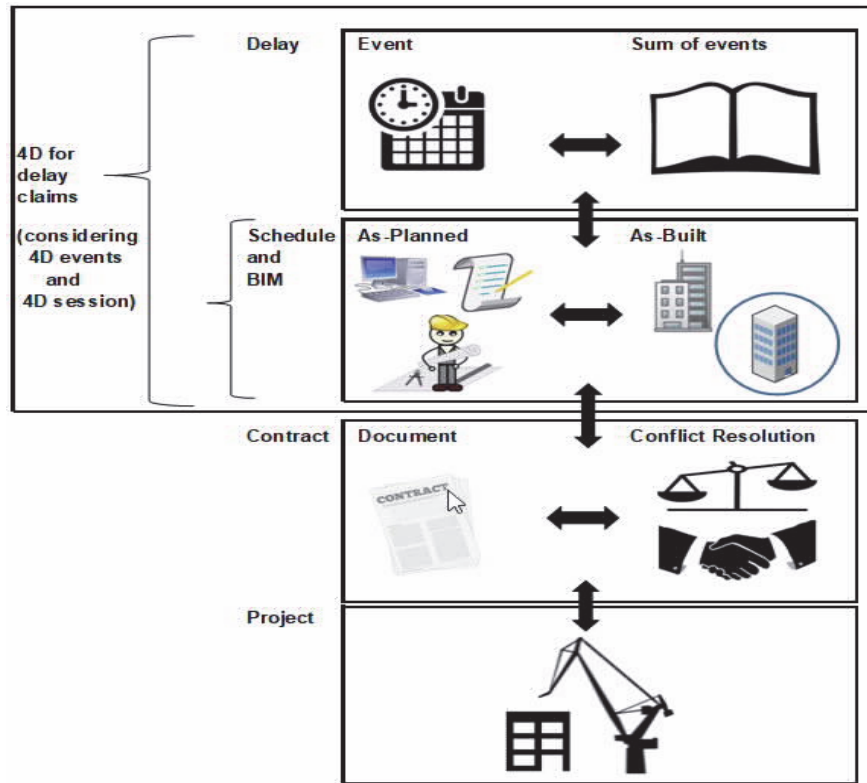 Delay
Event
Sum of events
4D for
delay
claims
(considering
4D events
and
4D session)
Schedule
and
BIM
As-Planned
As-Built
Contract
Document
Conflict Resolution
CONTRACT
Project